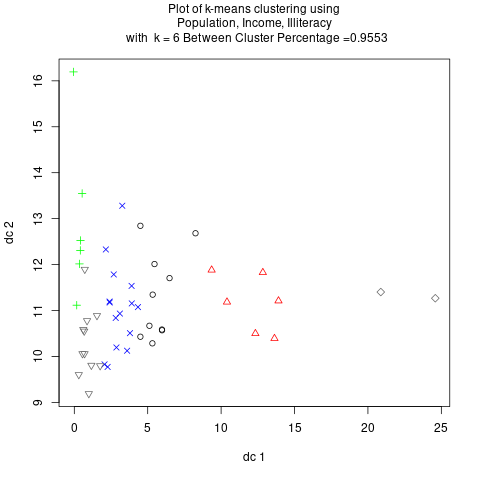 Plot of k-means clustering using
Population, Income, Illiteracy
with  k = 6 Between Cluster Percentage =0.9553
16
15
14
13
12
11
10
9
dc 2
0
5
10
15
20
25
dc 1